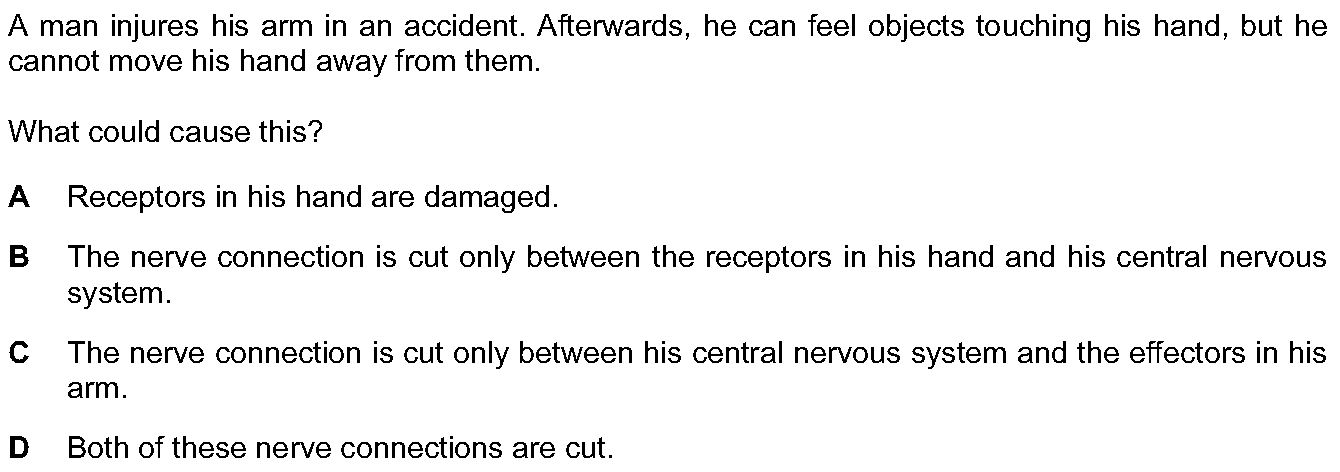 A man injures his arm in an accident. Afterwards, he can feel objects touching his hand, but he
cannot move his hand away from them.
What could cause this?
A Receptors in his hand are damaged.
B The nerve connection is cut only between the receptors in his hand and his central nervous
system.
C The nerve connection is cut only between his central nervous system and the effectors in his
arm.
D Both of these nerve connections are cut.